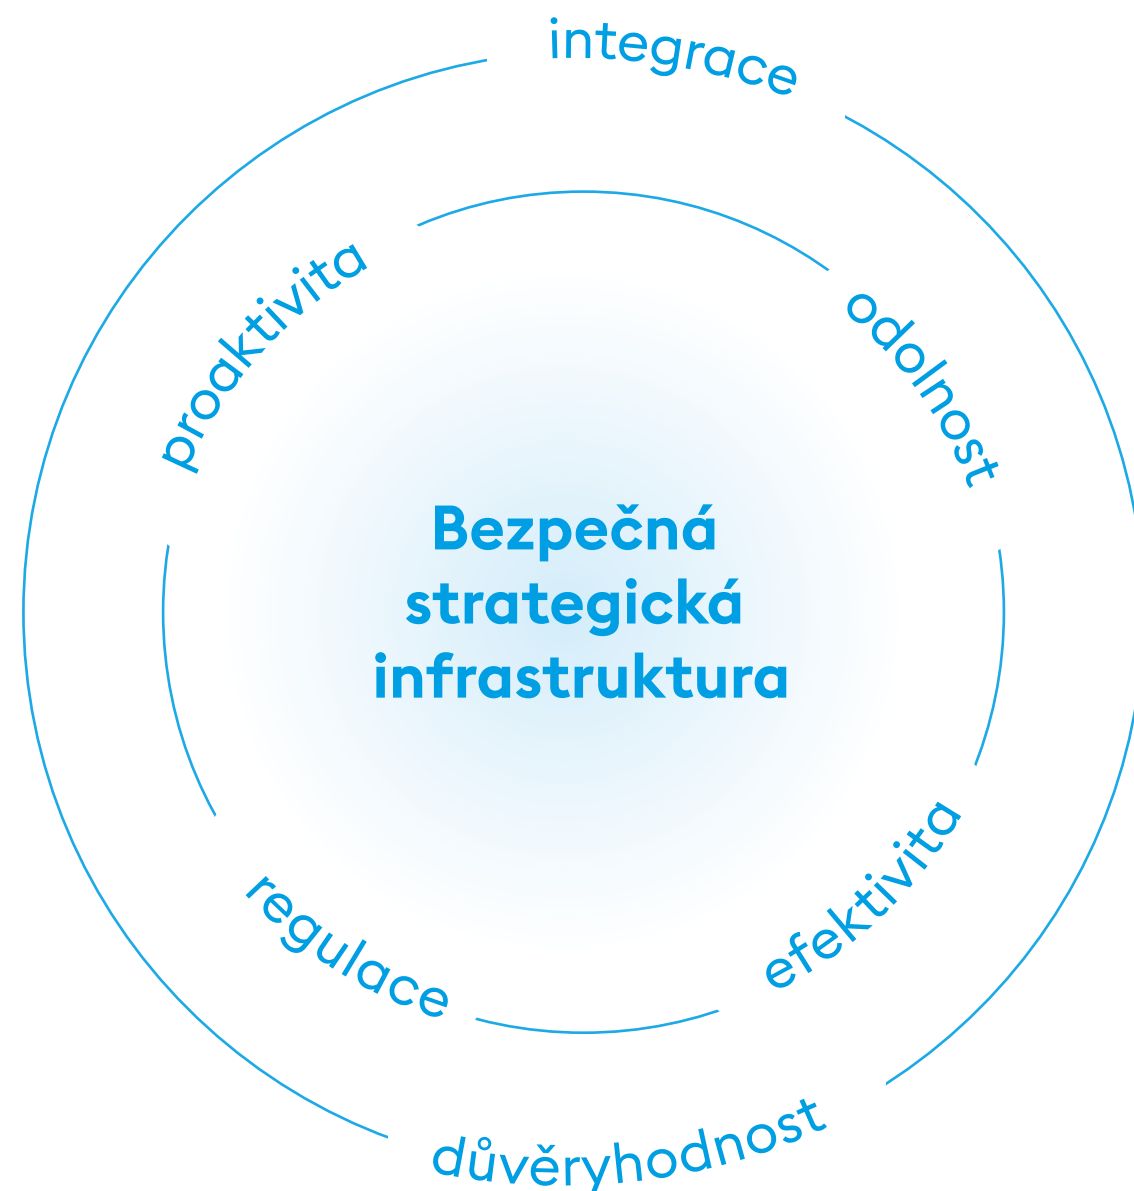 integrace
proaktivita
odolnost
Bezpečná
strategická
infrastruktura
regulace
efektivita
důvěryhodnost